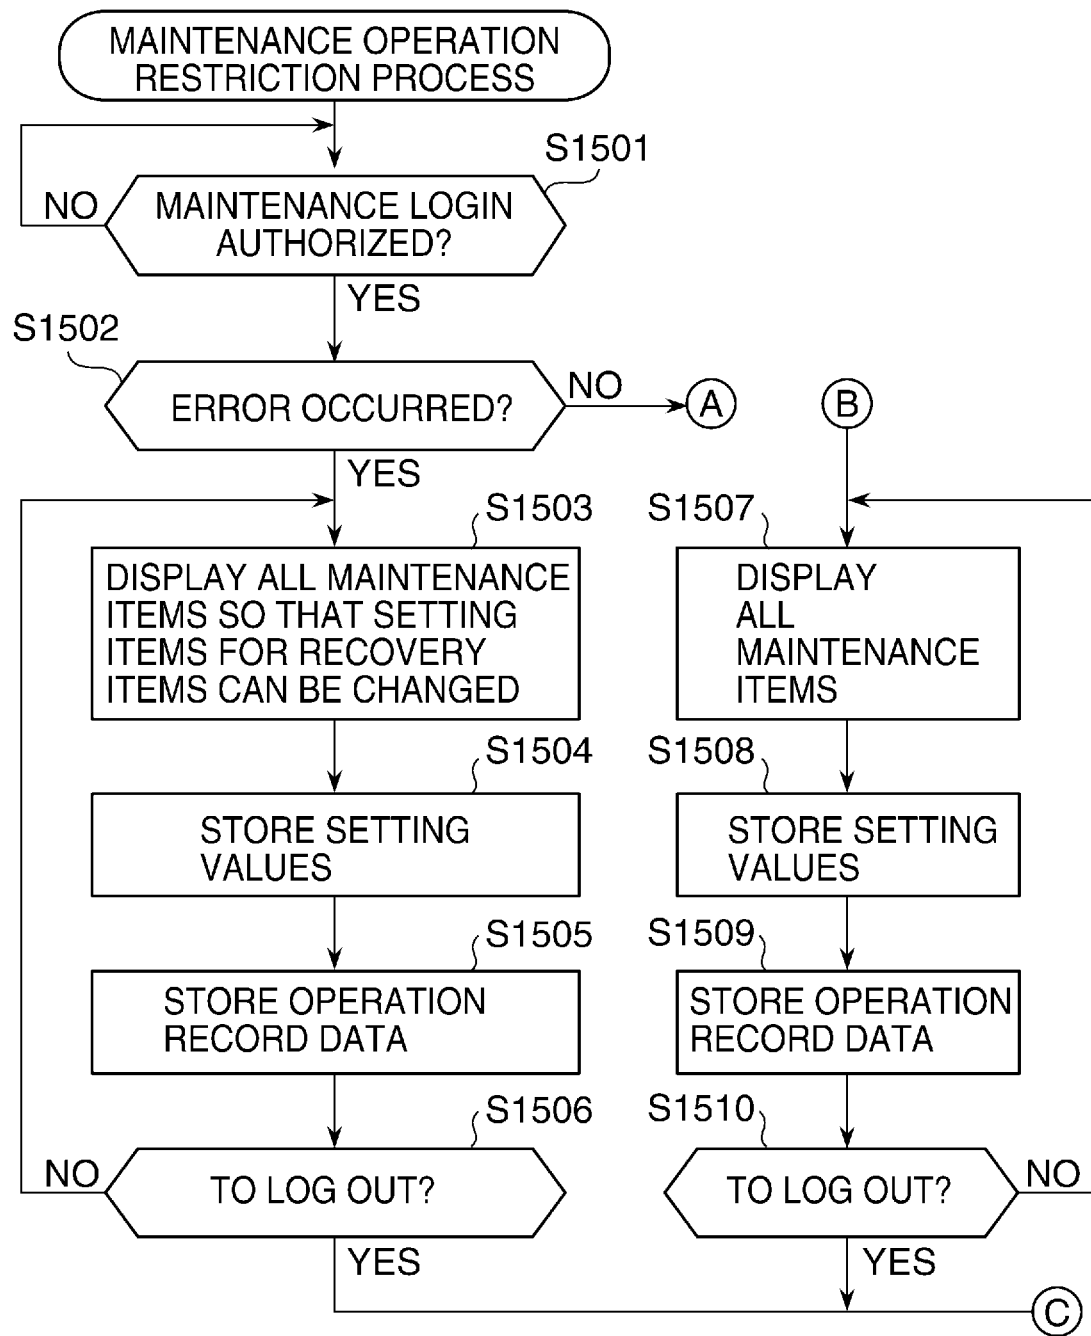 MAINTENANCE OPERATION
RESTRICTION PROCESS
S1501
NO
MAINTENANCE LOGIN
AUTHORIZED?
YES
S1502
ERROR OCCURRED?
NO
A
B
YES
S1503
DISPLAY ALL MAINTENANCE
ITEMS SO THAT SETTING
ITEMS FOR RECOVERY
ITEMS CAN BE CHANGED
S1507
DISPLAY
ALL
MAINTENANCE
ITEMS
S1504
STORE SETTING
VALUES
S1508
STORE SETTING
VALUES
S1505
STORE OPERATION
RECORD DATA
S1509
STORE OPERATION
RECORD DATA
S1506
NO
TO LOG OUT?
YES
S1510
TO LOG OUT?
NO
YES
C